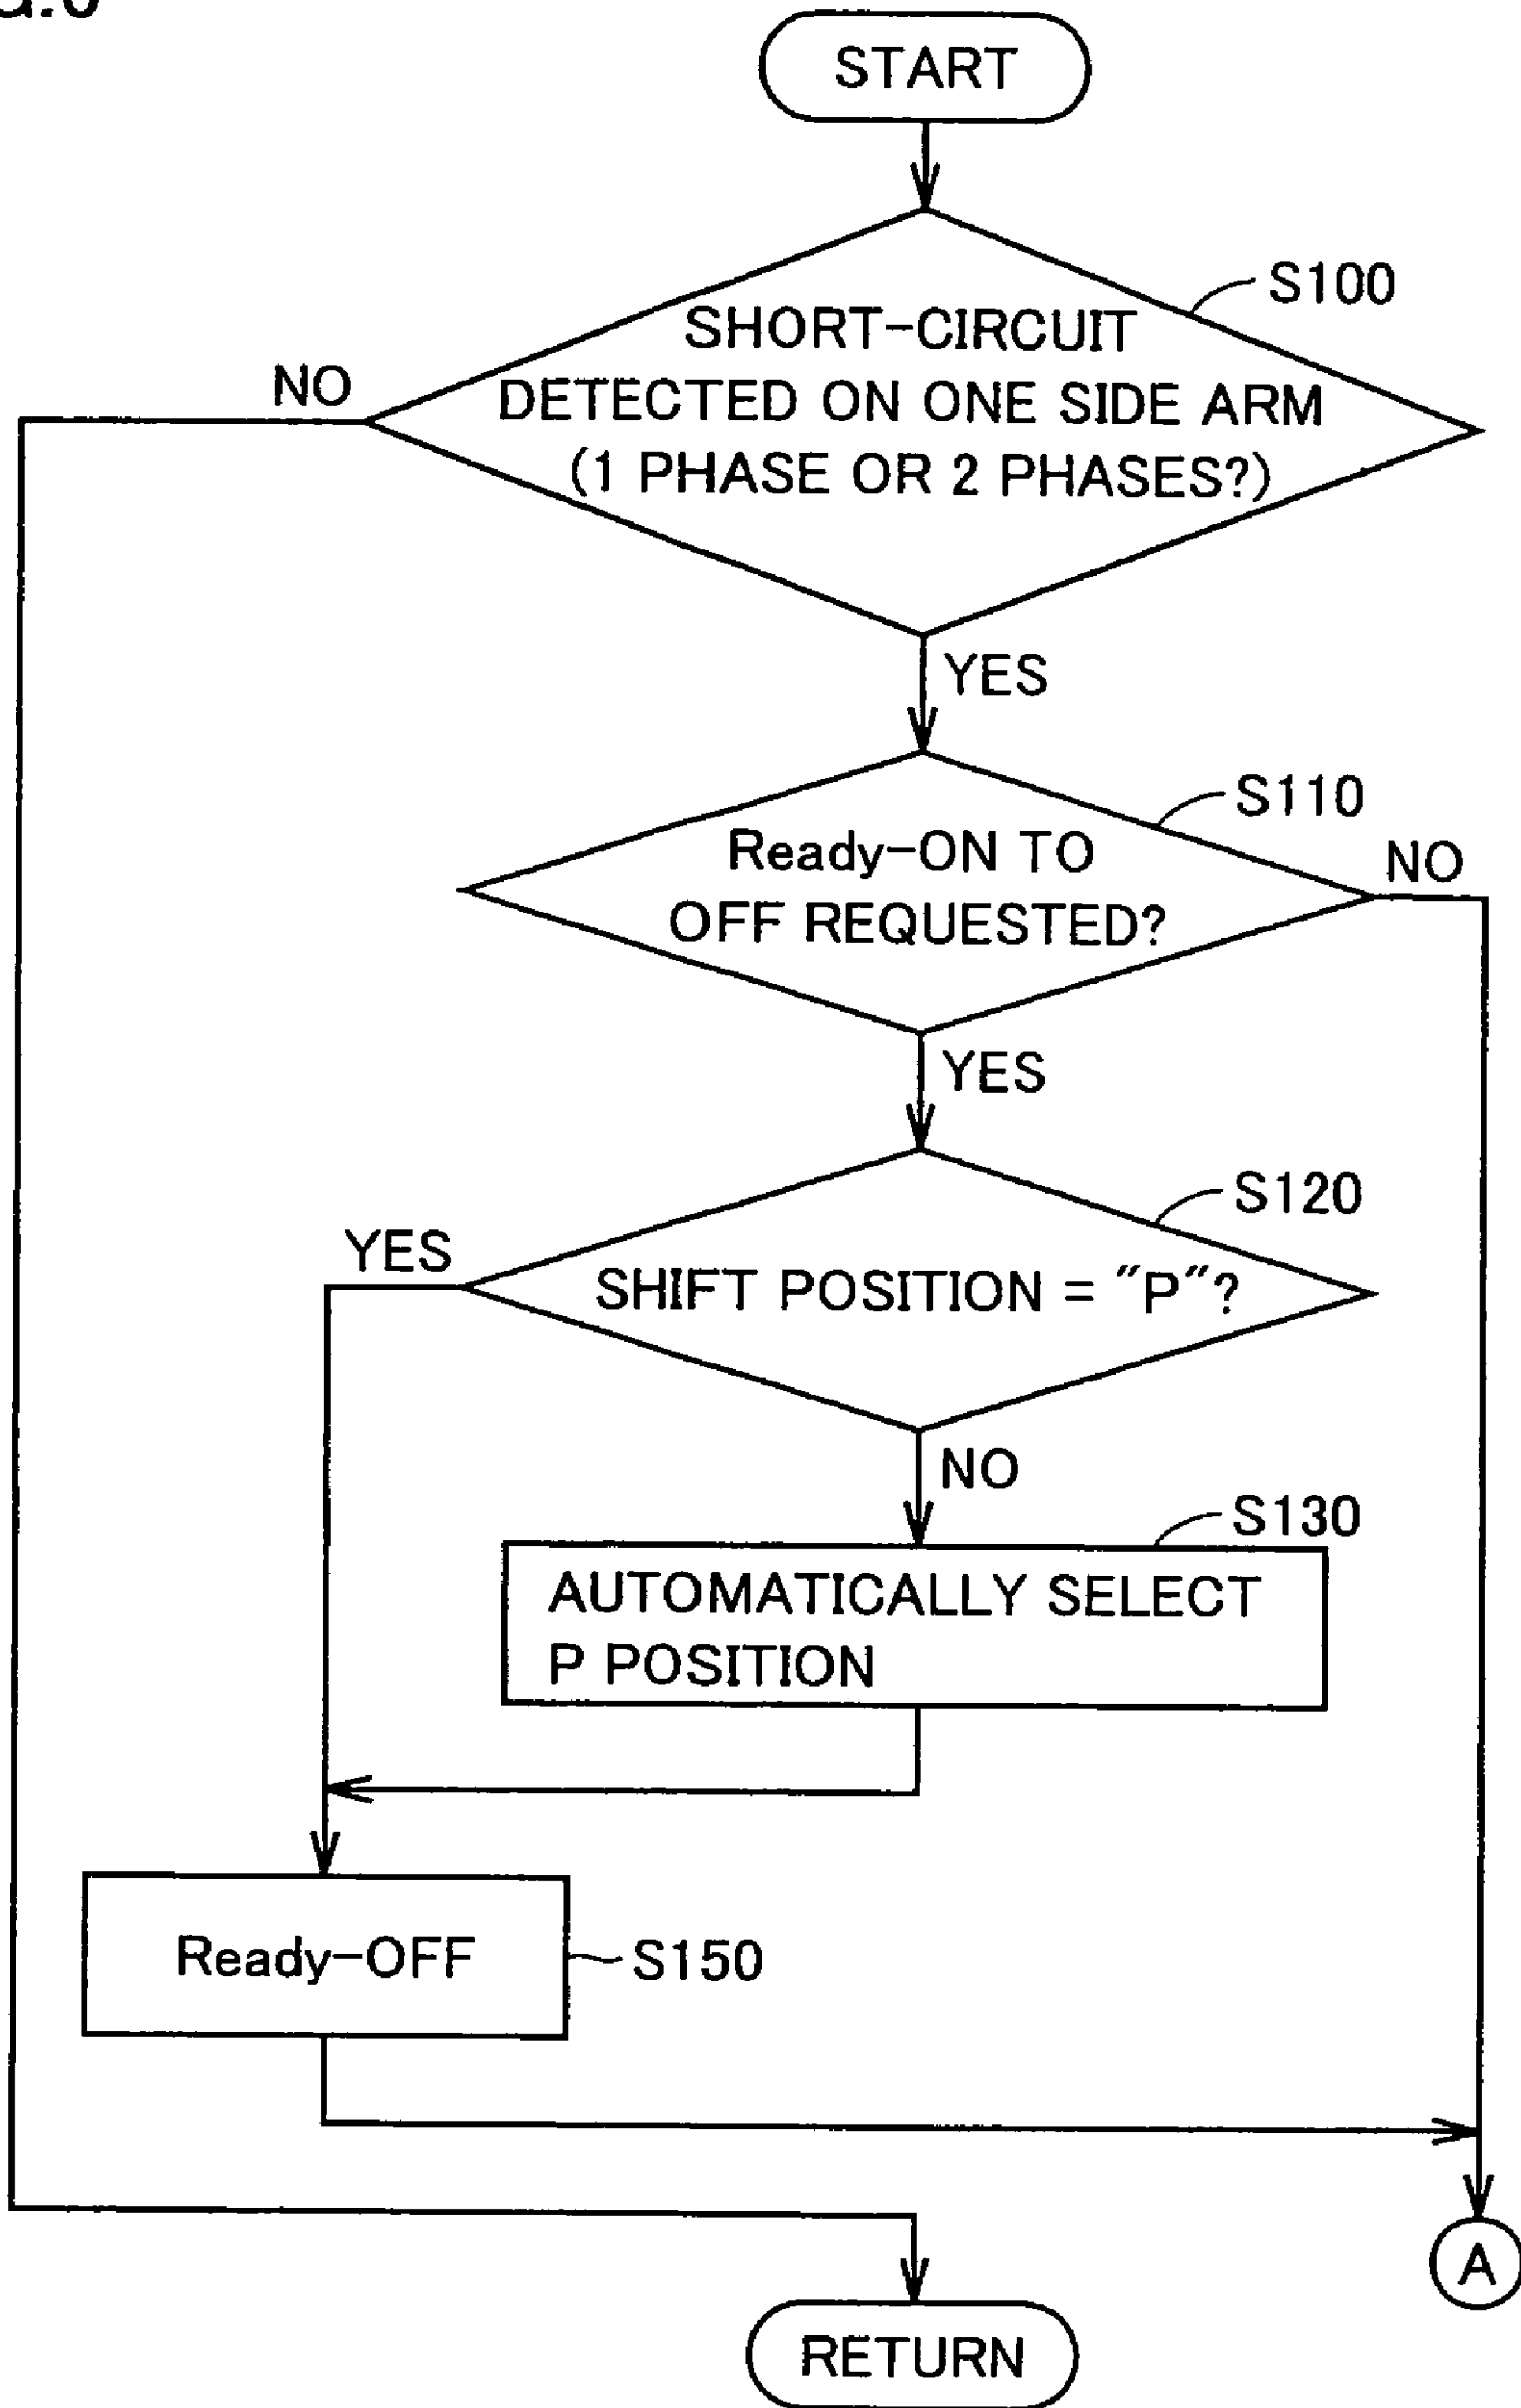 START
S100
SHORT-CIRCUIT
DETECTED ON ONE SIDE ARM
(1 PHASE OR 2 PHASES?)
NO
YES
S110
Ready-ON TO
OFF REQUESTED?
NO
YES
S120
YES
SHIFT POSITION = "P"?
NO
S130
AUTOMATICALLY SELECT
P POSITION
Ready-OFF
S150
A
RETURN